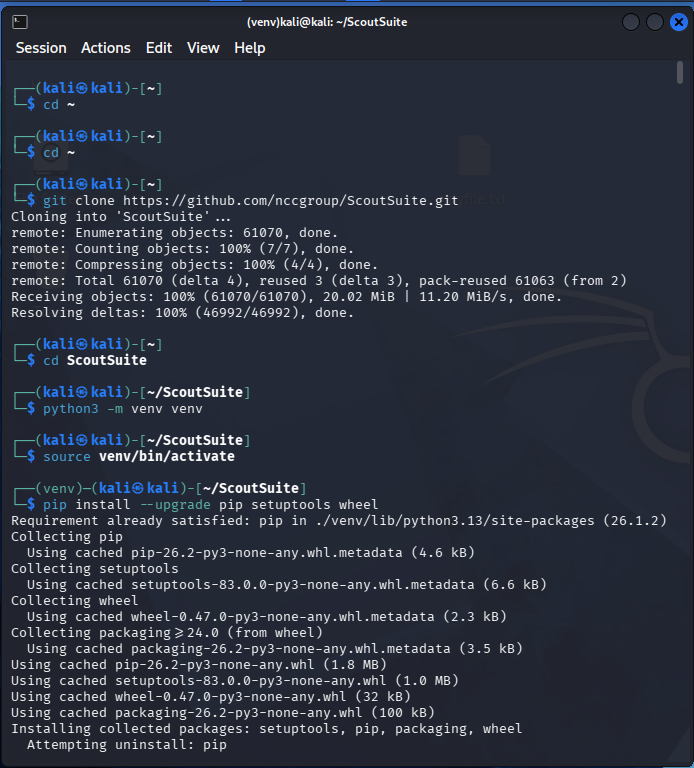 (venv)kali@kali: ~/ScoutSuite
Session Actions Edit View Help
┌──(kali㉿kali)-[~]
└─$ cd ~
┌──(kali㉿kali)-[~]
└─$ cd ~
┌──(kali㉿kali)-[~]
└─$ git clone https://github.com/nccgroup/ScoutSuite.git
Cloning into 'ScoutSuite'...
remote: Enumerating objects: 61070, done.
remote: Counting objects: 100% (7/7), done.
remote: Compressing objects: 100% (4/4), done.
remote: Total 61070 (delta 4), reused 3 (delta 3), pack-reused 61063 (from 2)
Receiving objects: 100% (61070/61070), 20.02 MiB | 11.20 MiB/s, done.
Resolving deltas: 100% (46992/46992), done.
┌──(kali㉿kali)-[~]
└─$ cd ScoutSuite
┌──(kali㉿kali)-[~/ScoutSuite]
└─$ python3 -m venv venv
┌──(kali㉿kali)-[~/ScoutSuite]
└─$ source venv/bin/activate
┌──(venv)─(kali㉿kali)-[~/ScoutSuite]
└─$ pip install --upgrade pip setuptools wheel
Requirement already satisfied: pip in ./venv/lib/python3.13/site-packages (26.1.2)
Collecting pip
  Using cached pip-26.2-py3-none-any.whl.metadata (4.6 kB)
Collecting setuptools
  Using cached setuptools-83.0.0-py3-none-any.whl.metadata (6.6 kB)
Collecting wheel
  Using cached wheel-0.47.0-py3-none-any.whl.metadata (2.3 kB)
Collecting packaging>=24.0 (from wheel)
  Using cached packaging-26.2-py3-none-any.whl.metadata (3.5 kB)
Using cached pip-26.2-py3-none-any.whl (1.8 MB)
Using cached setuptools-83.0.0-py3-none-any.whl (1.0 MB)
Using cached wheel-0.47.0-py3-none-any.whl (32 kB)
Using cached packaging-26.2-py3-none-any.whl (100 kB)
Installing collected packages: setuptools, pip, packaging, wheel
  Attempting uninstall: pip